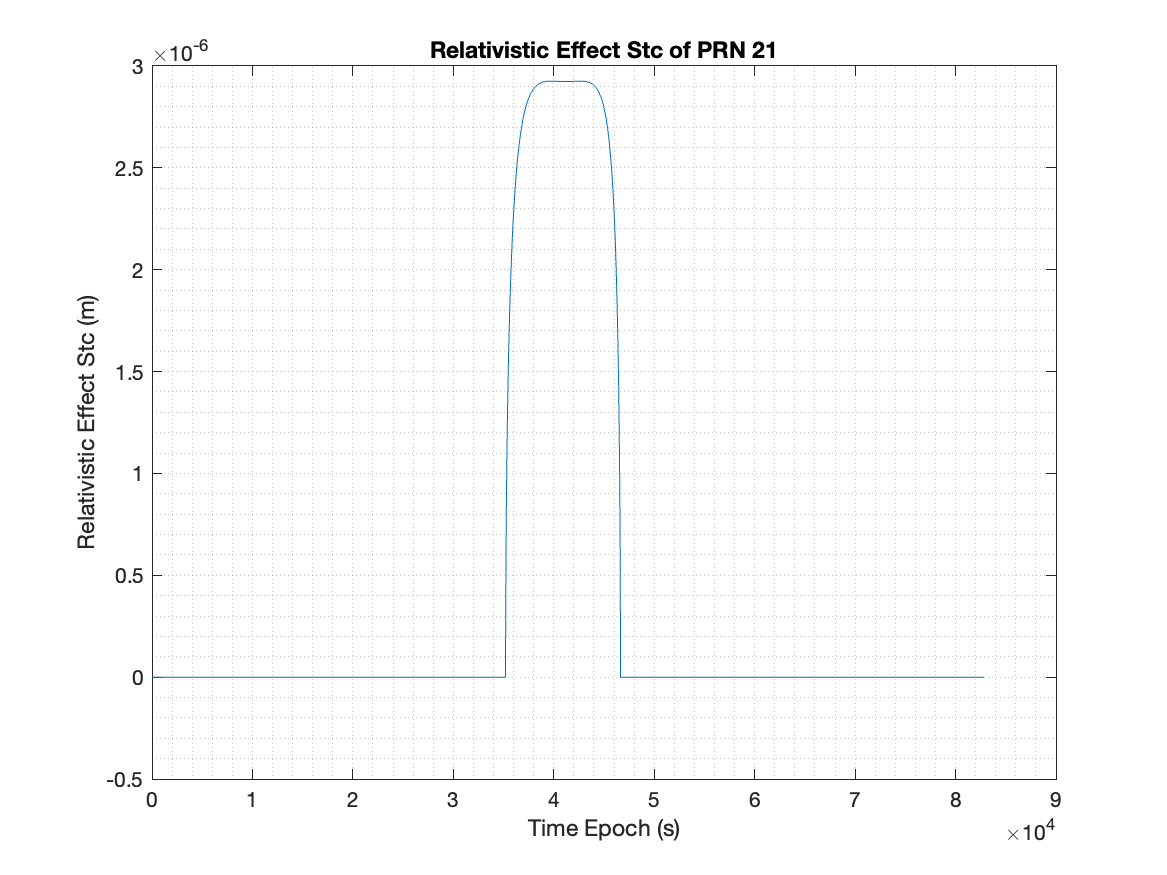 Relativistic Effect Stc of PRN 21
×10-6
3
2.5
2
1.5
1
0.5
0
-0.5
Relativistic Effect Stc (m)
0 1 2 3 4 5 6 7 8 9
Time Epoch (s)
×104